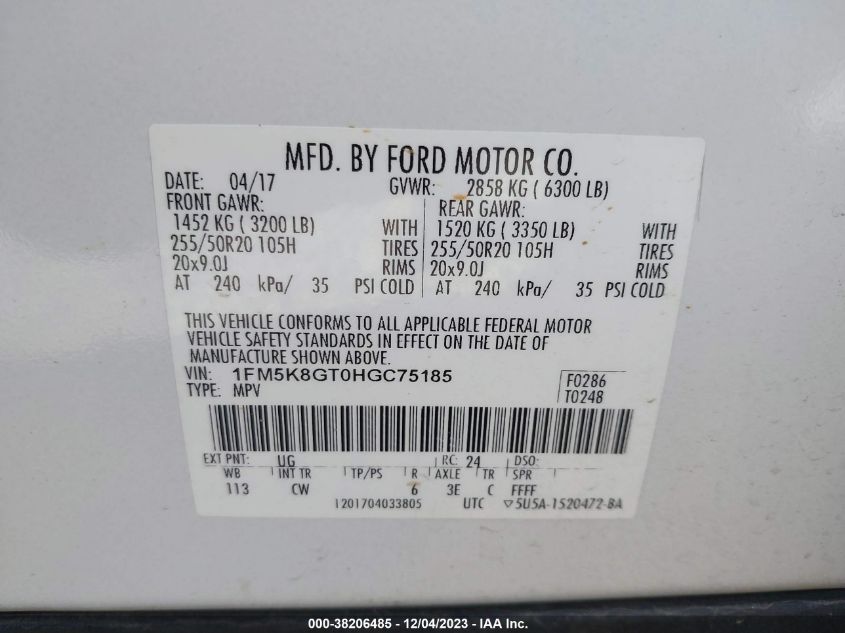 MFD. BY FORD MOTOR CO.
DATE: 04/17 GVWR: 2858 KG ( 6300 LB)
FRONT GAWR: REAR GAWR:
1452 KG ( 3200 LB) WITH 1520 KG ( 3350 LB) WITH
255/50R20 105H TIRES 255/50R20 105H TIRES
20x9.0J RIMS 20x9.0J RIMS
AT 240 kPa/ 35 PSI COLD AT 240 kPa/ 35 PSI COLD
THIS VEHICLE CONFORMS TO ALL APPLICABLE FEDERAL MOTOR
VEHICLE SAFETY STANDARDS IN EFFECT ON THE DATE OF
MANUFACTURE SHOWN ABOVE.
VIN: 1FM5K8GT0HGC75185 F0286
TYPE: MPV T0248
EXT PNT: UG RC: 24 DSO:
WB INT TR TP/PS R AXLE TR SPR
113 CW 6 3E C FFFF
1201704033805 UTC ▽5U5A-1520472-BA
000-38206485 - 12/04/2023 - IAA Inc.